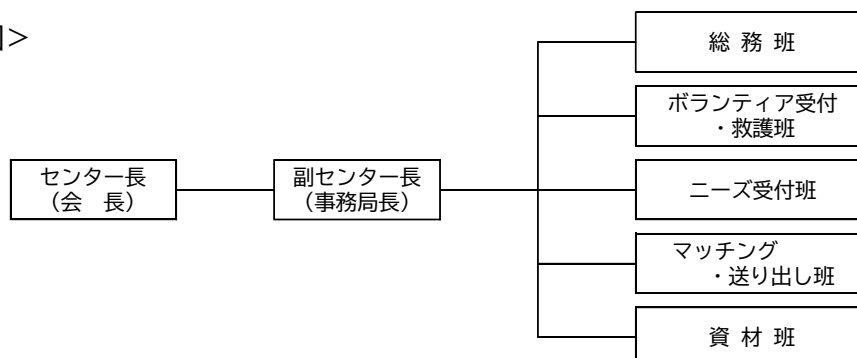 >
総 務 班
ボランティア受付
・救護班
センター長
（会　長）
副センター長
（事務局長）
ニーズ受付班
マッチング
・送り出し班
資 材 班